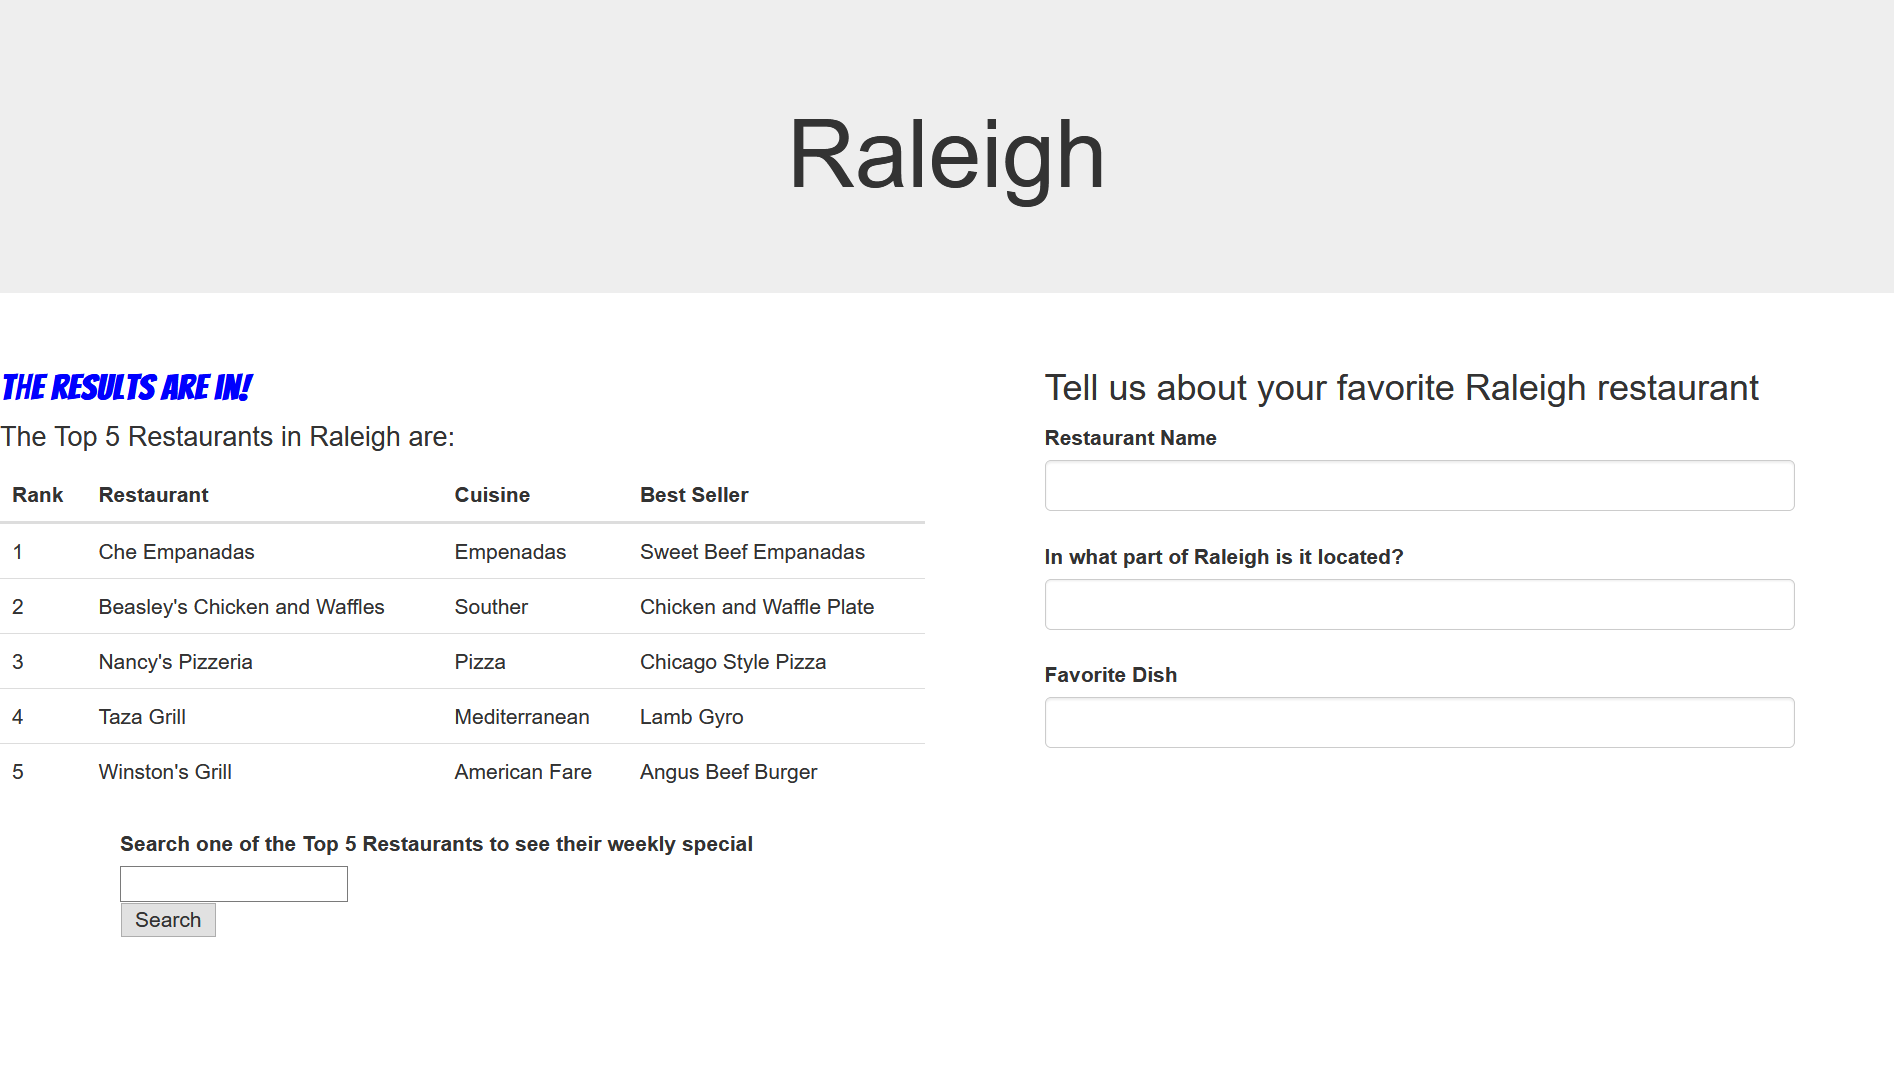 Raleigh
THE RESULTS ARE IN!
The Top 5 Restaurants in Raleigh are:
Rank Restaurant Cuisine Best Seller
1 Che Empanadas Empenadas Sweet Beef Empanadas
2 Beasley's Chicken and Waffles Souther Chicken and Waffle Plate
3 Nancy's Pizzeria Pizza Chicago Style Pizza
4 Taza Grill Mediterranean Lamb Gyro
5 Winston's Grill American Fare Angus Beef Burger
Search one of the Top 5 Restaurants to see their weekly special
Search
Tell us about your favorite Raleigh restaurant
Restaurant Name
In what part of Raleigh is it located?
Favorite Dish